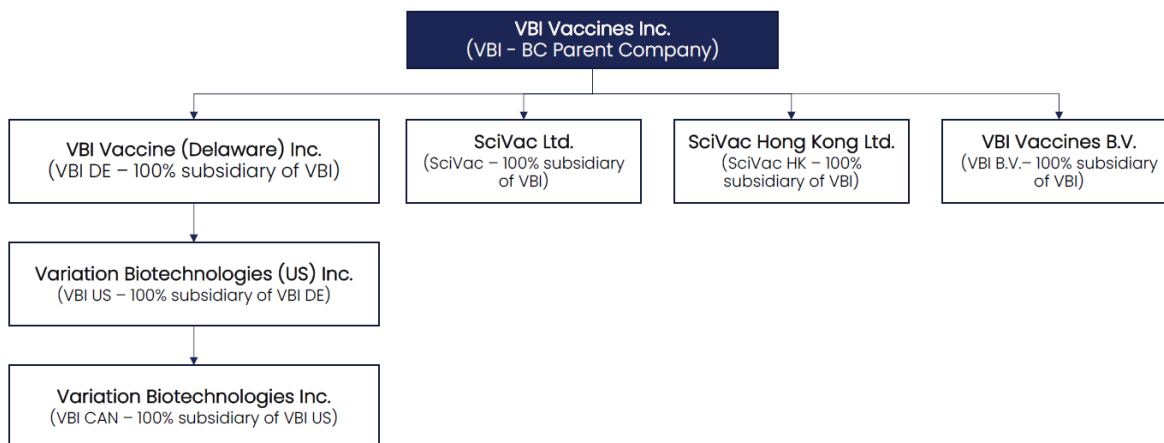 VBI Vaccines Inc.
(VBI - BC Parent Company)
VBI Vaccine (Delaware) Inc.
(VBI DE – 100% subsidiary of VBI)
SciVac Ltd.
(SciVac – 100% subsidiary
of VBI)
SciVac Hong Kong Ltd.
(SciVac HK – 100%
subsidiary of VBI)
VBI Vaccines B.V.
(VBI B.V.– 100% subsidiary
of VBI)
Variation Biotechnologies (US) Inc.
(VBI US – 100% subsidiary of VBI DE)
Variation Biotechnologies Inc.
(VBI CAN – 100% subsidiary of VBI US)